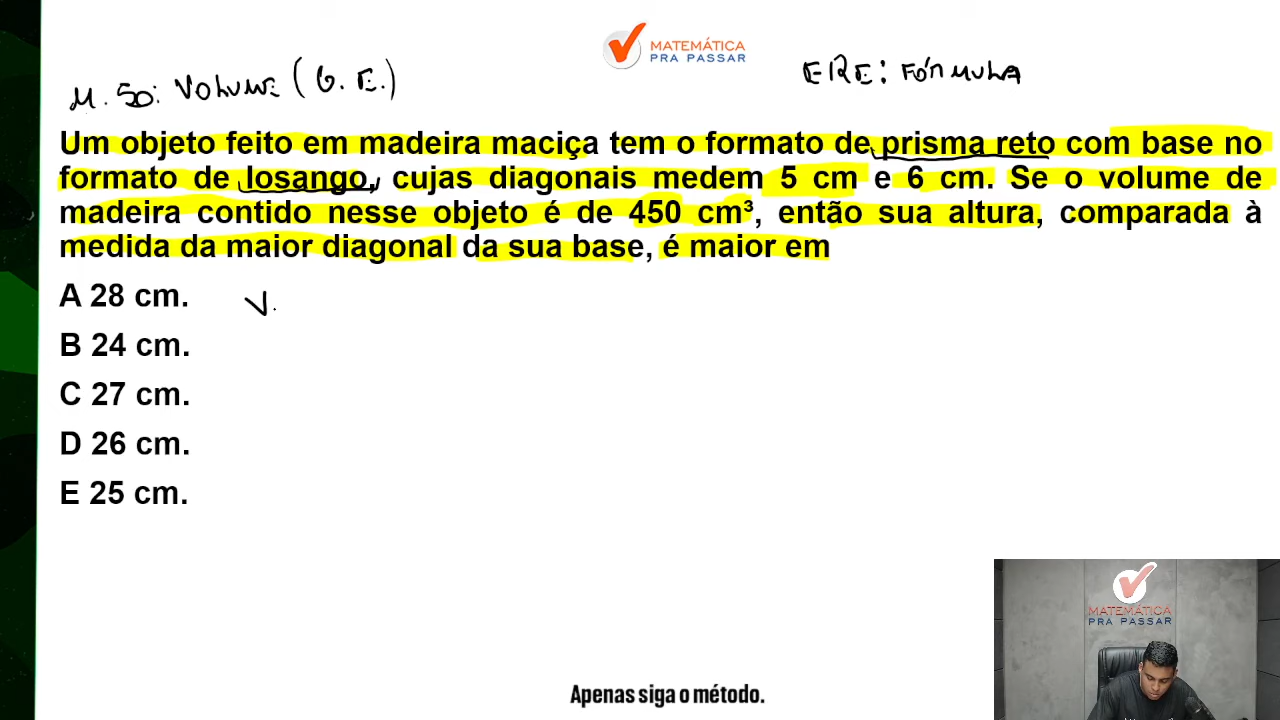 MATEMÁTICA
PRA PASSAR
M. 50: VOLUME (G.E.)
ERE: FÓRMULA
Um objeto feito em madeira maciça tem o formato de prisma reto com base no
formato de losango, cujas diagonais medem 5 cm e 6 cm. Se o volume de
madeira contido nesse objeto é de 450 cm³, então sua altura, comparada à
medida da maior diagonal da sua base, é maior em
A 28 cm.
V
B 24 cm.
C 27 cm.
D 26 cm.
E 25 cm.
MATEMÁTICA
PRA PASSAR
Apenas siga o método.